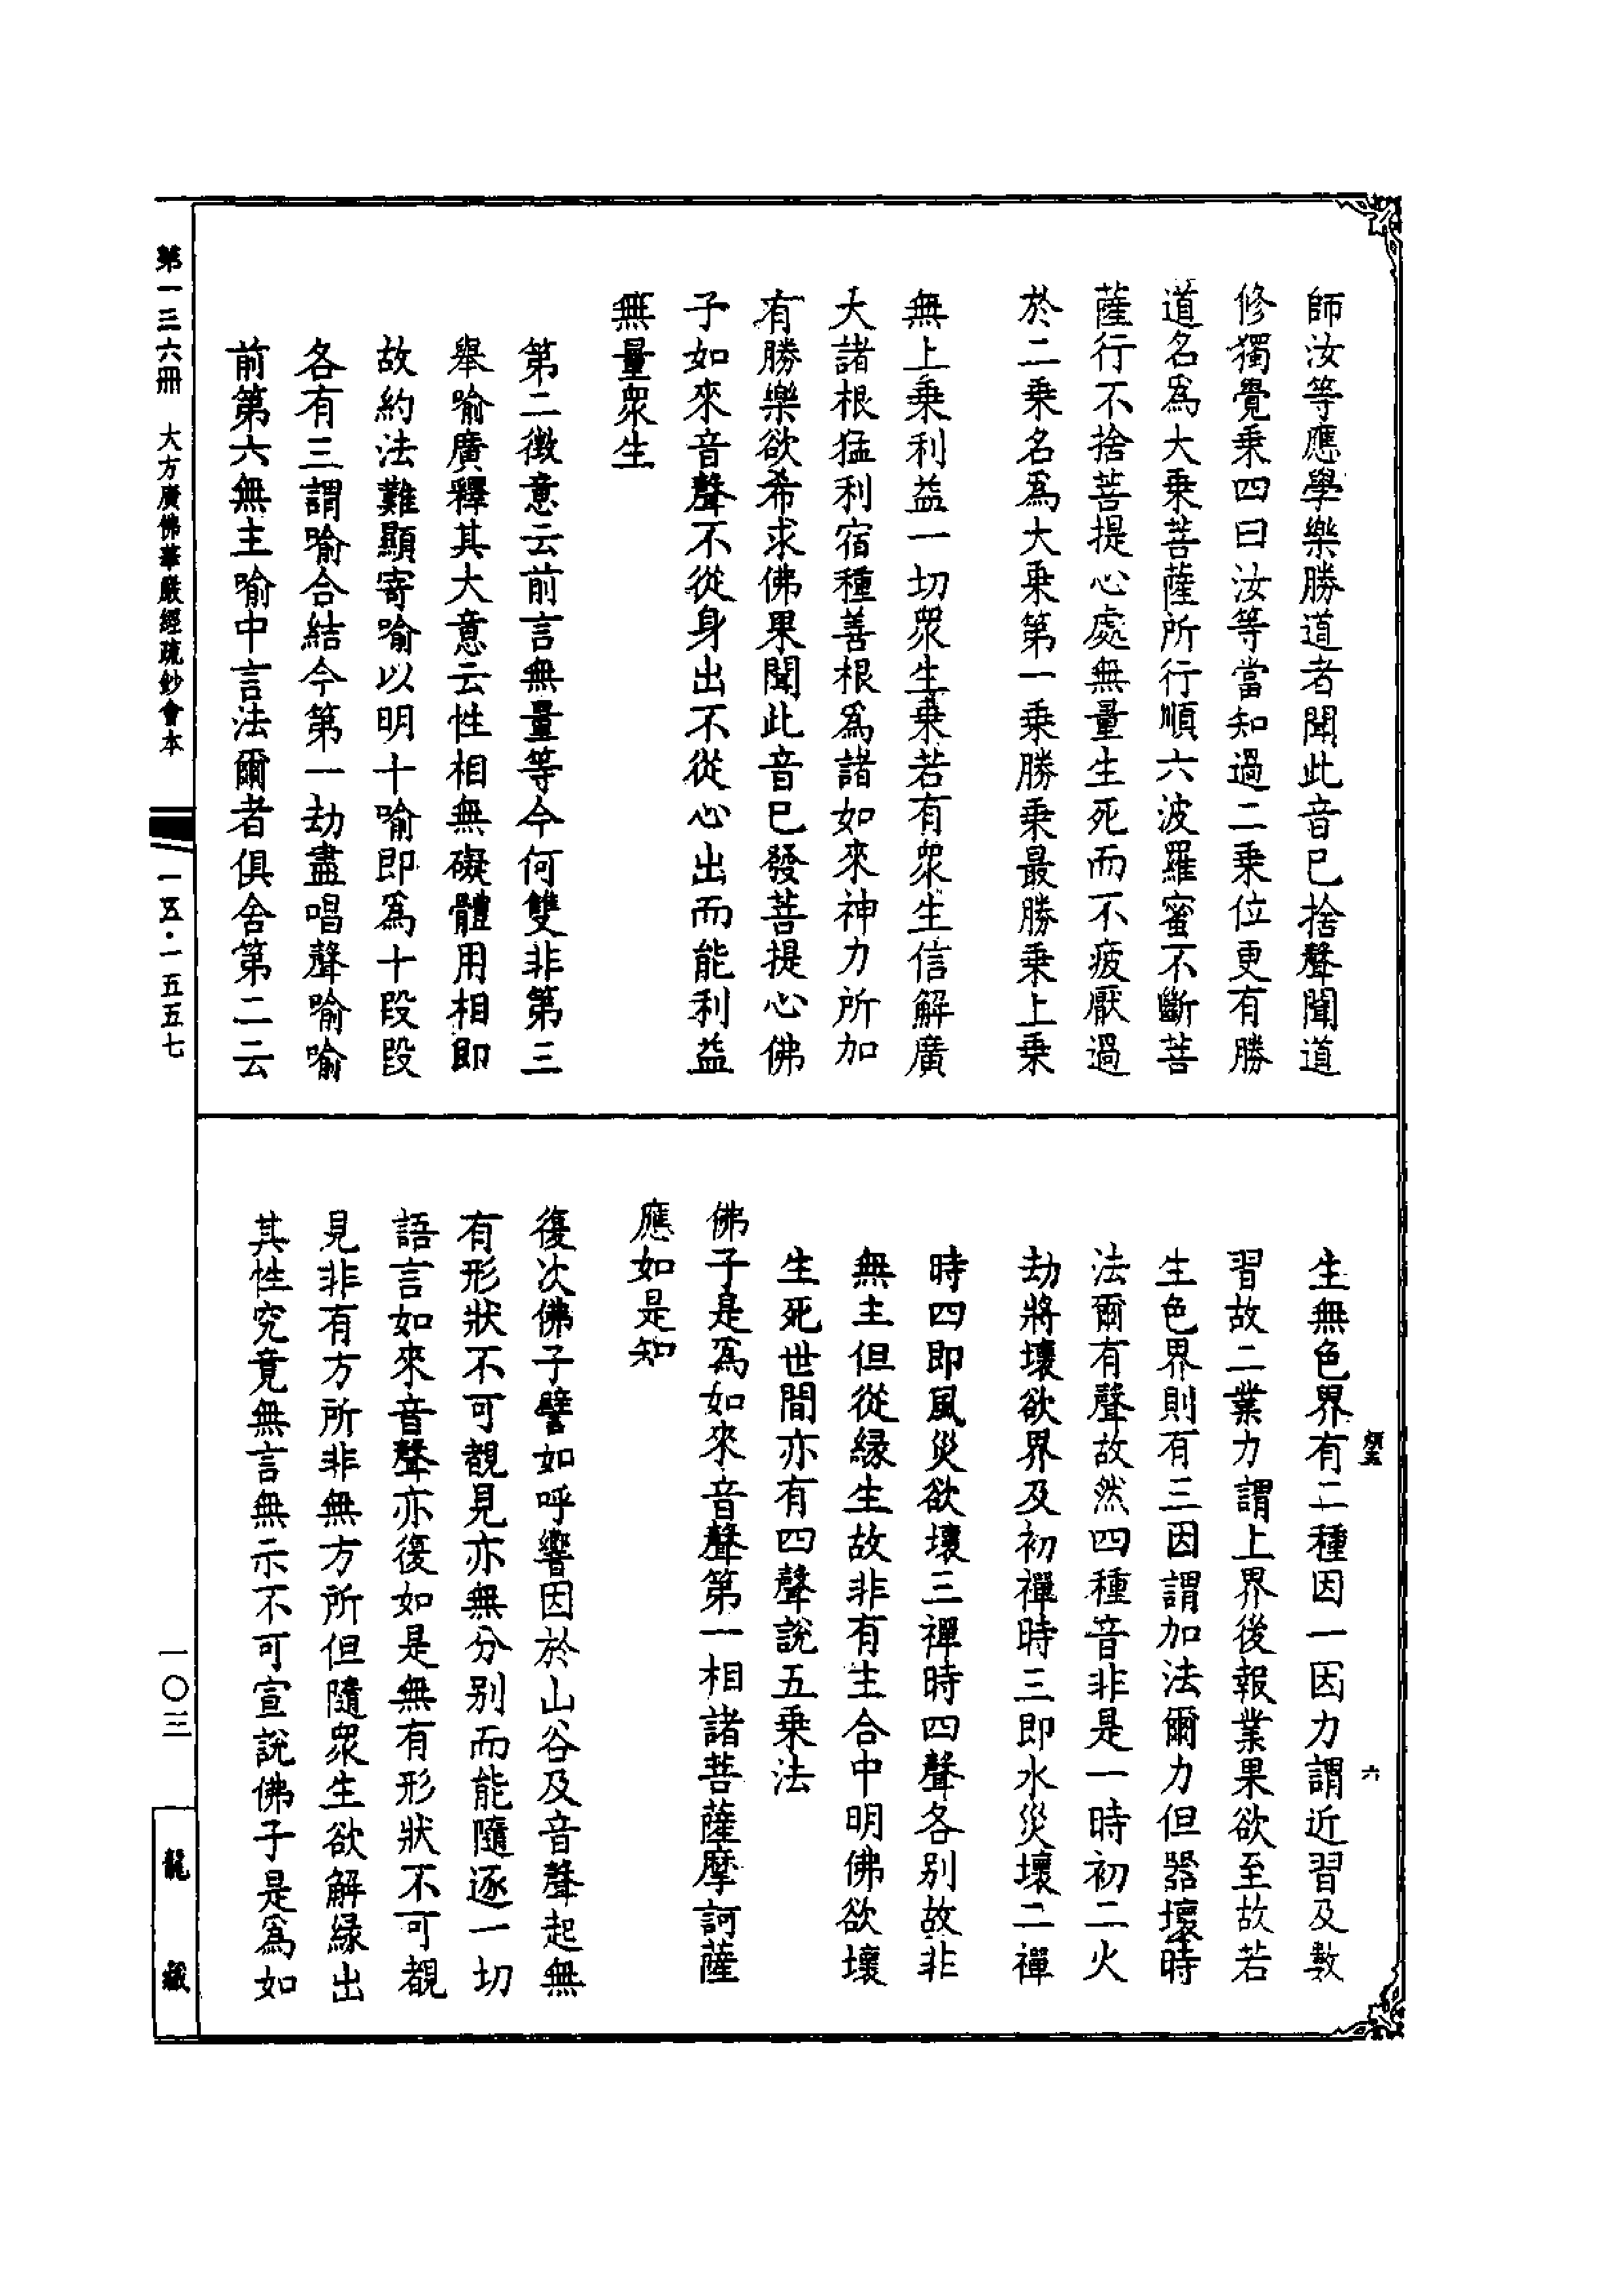 師汝等應學樂勝道者聞此音已捨聲聞道
修獨覺乘四曰汝等當知過二乘位更有勝
道名為大乘菩薩所行順六波羅蜜不斷菩
薩行不捨菩提心處無量生死而不疲厭過
於二乘名為大乘第一乘勝乘最勝乘上乘
無上乘利益一切眾生乘若有眾生信解廣
大諸根猛利宿種善根為諸如來神力所加
有勝樂欲希求佛果聞此音已發菩提心佛
子如來音聲不從身出不從心出而能利益
無量眾生
第二徵意云前言無量等今何雙非第三
舉喻廣釋其大意云性相無礙體用相即
故約法難顯寄喻以明十喻即為十段段
各有三謂喻合結今第一劫盡唱聲喻喻
前第六無主喻中言法爾者俱舍第二云
生無色界有二種因一因力謂近習及數
習故二業力謂上界後報業果欲至故若
生色界則有三因謂加法爾力但器壞時
法爾有聲故然四種音非是一時初二火
劫將壞欲界及初禪時三即水災壞二禪
時四即風災欲壞三禪時四聲各別故非
無主但從緣生故非有生合中明佛欲壞
生死世間亦有四聲說五乘法
佛子是為如來音聲第一相諸菩薩摩訶薩
應如是知
復次佛子譬如呼響因於山谷及音聲起無
有形狀不可覩見亦無分別而能隨逐一切
語言如來音聲亦復如是無有形狀不可覩
見非有方所非無方所但隨眾生欲解緣出
其性究竟無言無示不可宣說佛子是為如
六
第一三六冊 大方廣佛華嚴經疏鈔會本
一五·一五五七
一〇三
龍藏